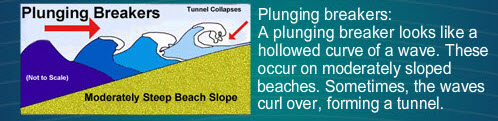 Plunging Breakers
Tunnel Collapses
(Not to Scale)
Moderately Steep Beach Slope
Plunging breakers:
A plunging breaker looks like a
hollowed curve of a wave. These
occur on moderately sloped
beaches. Sometimes, the waves
curl over, forming a tunnel.